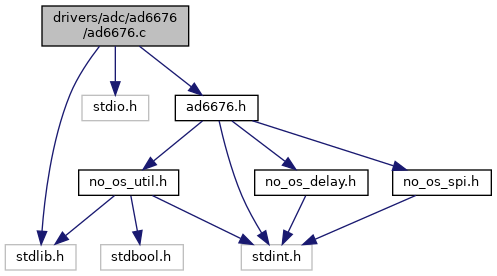 drivers/adc/ad6676
/ad6676.c
stdio.h
ad6676.h
no_os_util.h
no_os_delay.h
no_os_spi.h
stdlib.h
stdbool.h
stdint.h